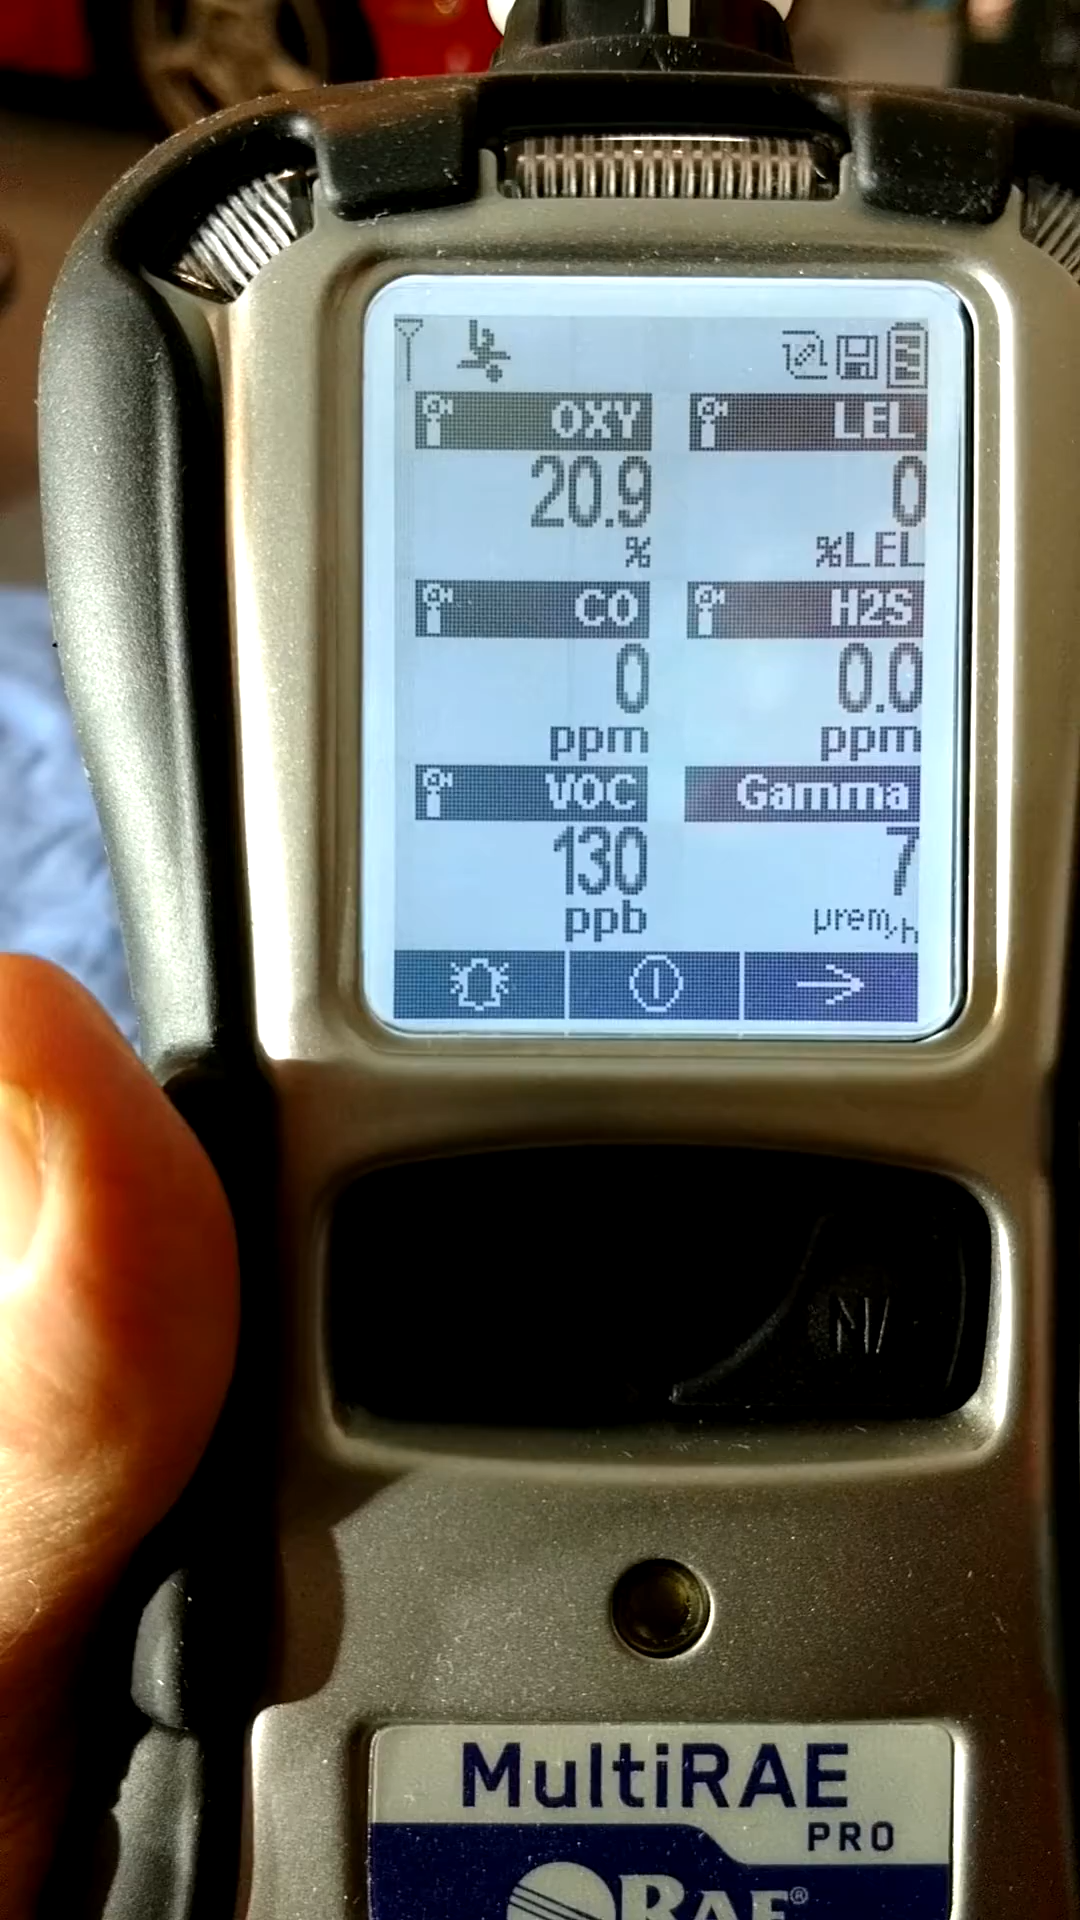 OXY LEL
20.9 0
% %LEL
CO H2S
0 0.0
ppm ppm
VOC Gamma
130 7
ppb µrem/h
N/
MultiRAE
PRO
RAE®